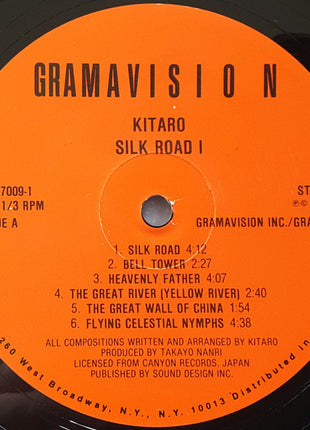 GRAMAVISION
KITARO
SILK ROAD I
7009-1
1/3 RPM
A
ST
GRAMAVISION INC./GRA
1. SILK ROAD 4:12
2. BELL TOWER 2:27
3. HEAVENLY FATHER 4:07
4. THE GREAT RIVER (YELLOW RIVER) 2:40
5. THE GREAT WALL OF CHINA 1:54
6. FLYING CELESTIAL NYMPHS 4:38
ALL COMPOSITIONS WRITTEN AND ARRANGED BY KITARO
PRODUCED BY TAKAYO NANRI
LICENSED FROM CANYON RECORDS, JAPAN
PUBLISHED BY SOUND DESIGN INC.
260 West Broadway, N.Y., N.Y. 10013 Distributed in